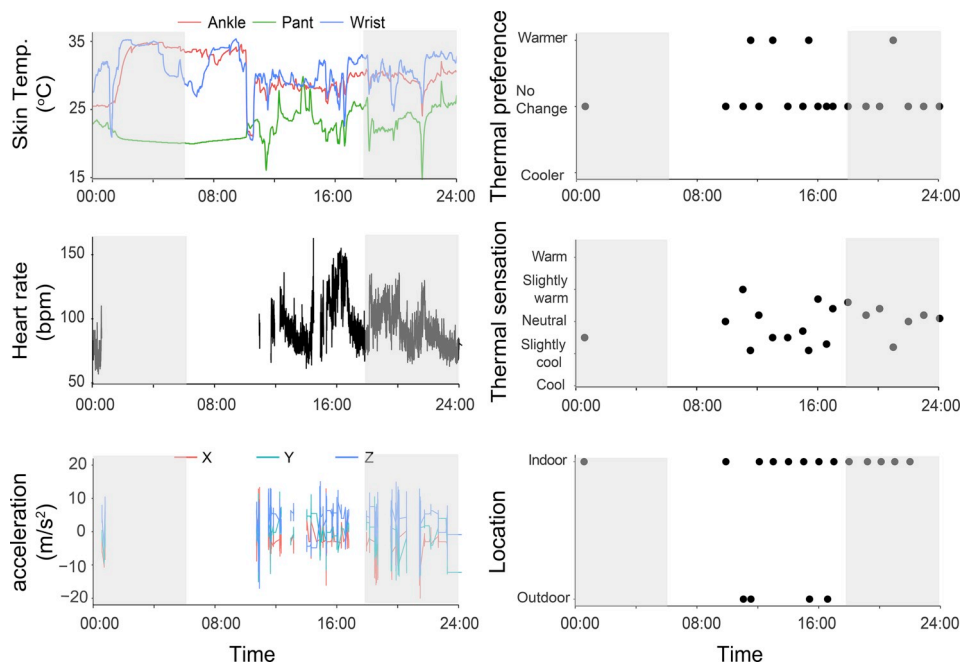 Ankle Pant Wrist
Skin Temp.
(°C)
35
25
15
00:00 08:00 16:00 24:00
Thermal preference
Warmer
No
Change
Cooler
00:00 08:00 16:00 24:00
Heart rate
(bpm)
150
100
50
00:00 08:00 16:00 24:00
Thermal sensation
Warm
Slightly
warm
Neutral
Slightly
cool
Cool
00:00 08:00 16:00 24:00
X Y Z
acceleration
(m/s²)
20
10
0
−10
−20
00:00 08:00 16:00 24:00
Time
Location
Indoor
Outdoor
00:00 08:00 16:00 24:00
Time